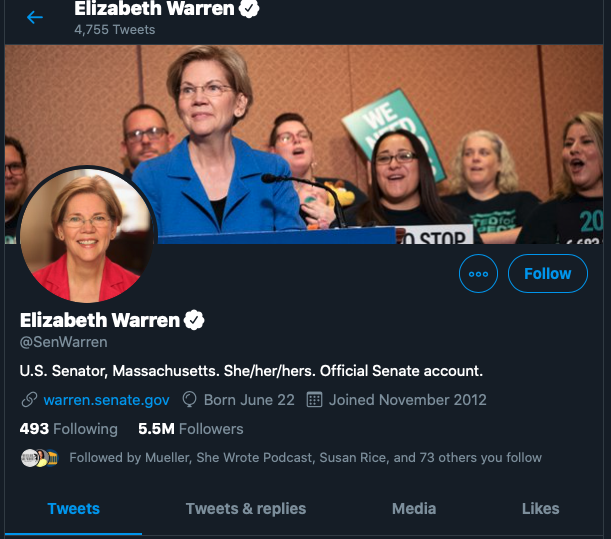 Elizabeth Warren
4,755 Tweets
WE
NEED
O STOP
20
Follow
Elizabeth Warren
@SenWarren
U.S. Senator, Massachusetts. She/her/hers. Official Senate account.
warren.senate.gov Born June 22 Joined November 2012
493 Following 5.5M Followers
Followed by Mueller, She Wrote Podcast, Susan Rice, and 73 others you follow
Tweets Tweets & replies Media Likes